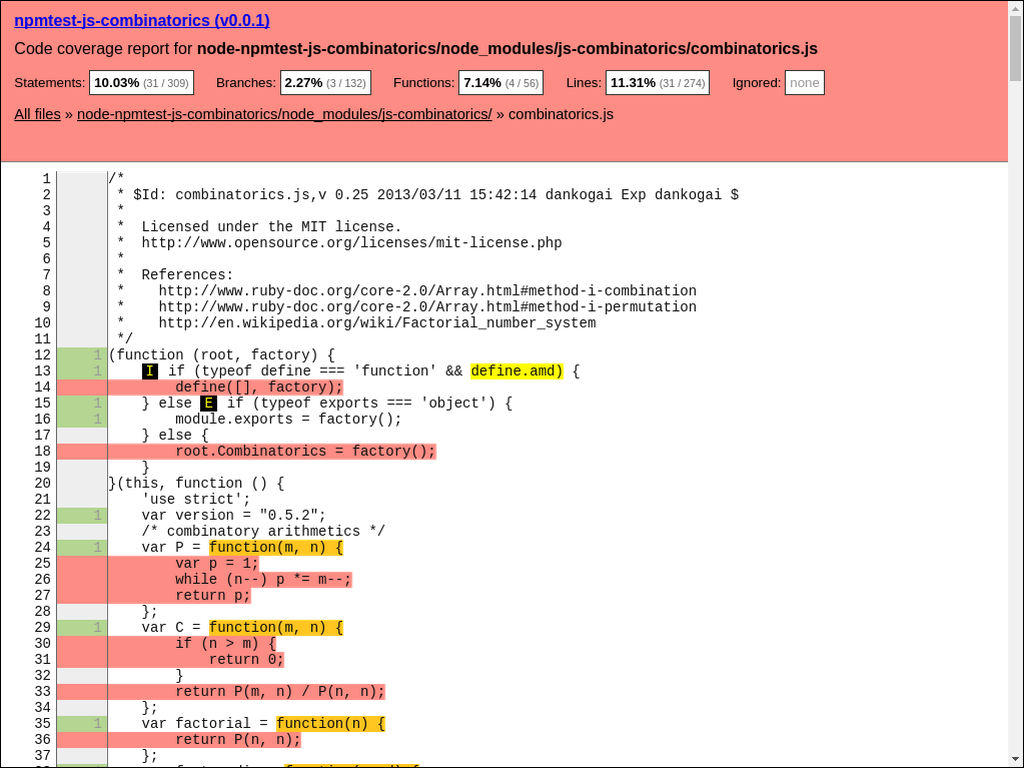 npmtest-js-combinatorics (v0.0.1)
Code coverage report for node-npmtest-js-combinatorics/node_modules/js-combinatorics/combinatorics.js
Statements: 10.03% (31 / 309) Branches: 2.27% (3 / 132) Functions: 7.14% (4 / 56) Lines: 11.31% (31 / 274) Ignored: none
All files » node-npmtest-js-combinatorics/node_modules/js-combinatorics/ » combinatorics.js
1 /*
2  * $Id: combinatorics.js,v 0.25 2013/03/11 15:42:14 dankogai Exp dankogai $
3  *
4  *  Licensed under the MIT license.
5  *  http://www.opensource.org/licenses/mit-license.php
6  *
7  *  References:
8  *    http://www.ruby-doc.org/core-2.0/Array.html#method-i-combination
9  *    http://www.ruby-doc.org/core-2.0/Array.html#method-i-permutation
10  *    http://en.wikipedia.org/wiki/Factorial_number_system
11  */
12 1 (function (root, factory) {
13 1     I if (typeof define === 'function' && define.amd) {
14         define([], factory);
15 1     } else E if (typeof exports === 'object') {
16 1         module.exports = factory();
17     } else {
18         root.Combinatorics = factory();
19     }
20 }(this, function () {
21     'use strict';
22 1     var version = "0.5.2";
23     /* combinatory arithmetics */
24 1     var P = function(m, n) {
25         var p = 1;
26         while (n--) p *= m--;
27         return p;
28     };
29 1     var C = function(m, n) {
30         if (n > m) {
31             return 0;
32         }
33         return P(m, n) / P(n, n);
34     };
35 1     var factorial = function(n) {
36         return P(n, n);
37     };